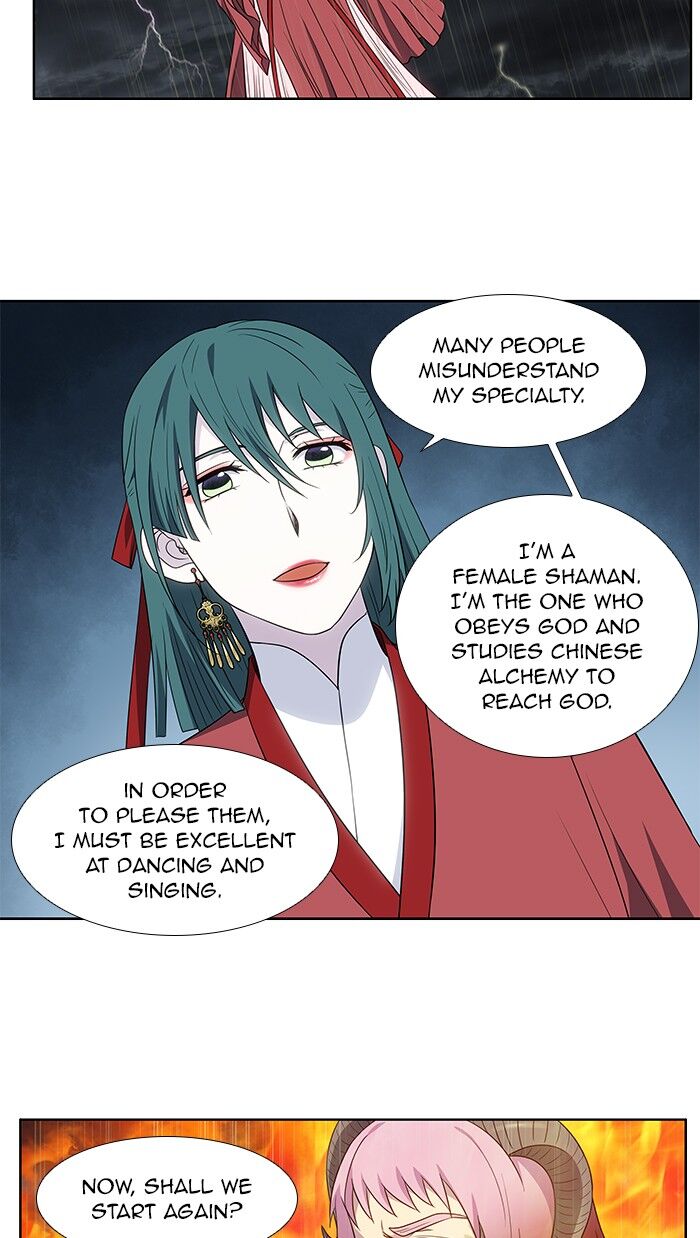 MANY PEOPLE
MISUNDERSTAND
MY SPECIALTY.
I'M A
FEMALE SHAMAN.
I'M THE ONE WHO
OBEYS GOD AND
STUDIES CHINESE
ALCHEMY TO
REACH GOD.
IN ORDER
TO PLEASE THEM,
I MUST BE EXCELLENT
AT DANCING AND
SINGING.
NOW, SHALL WE
START AGAIN?